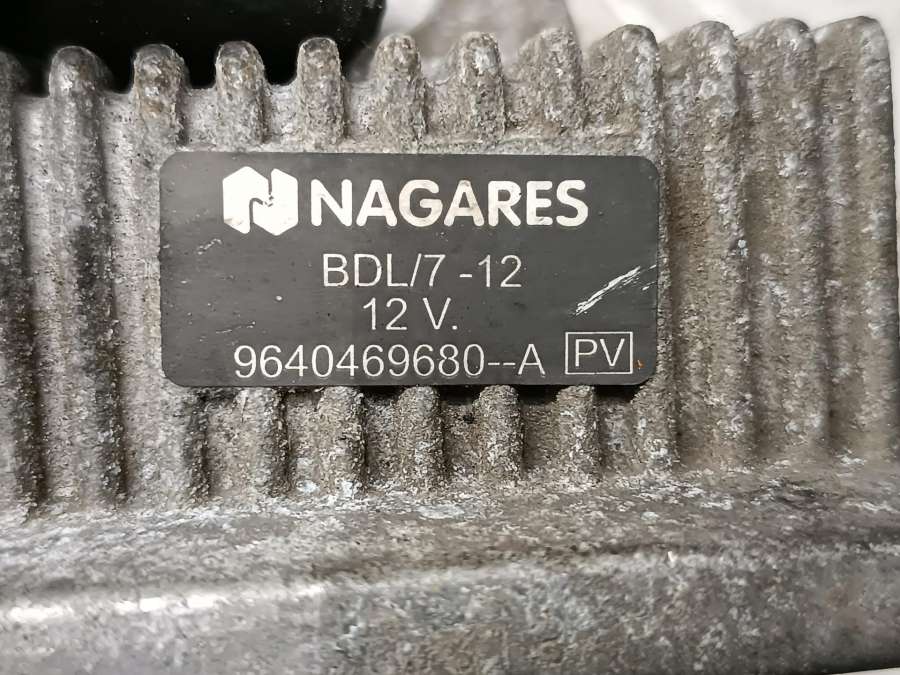 NAGARES
BDL/7 -12
12 V.
9640469680--A PV